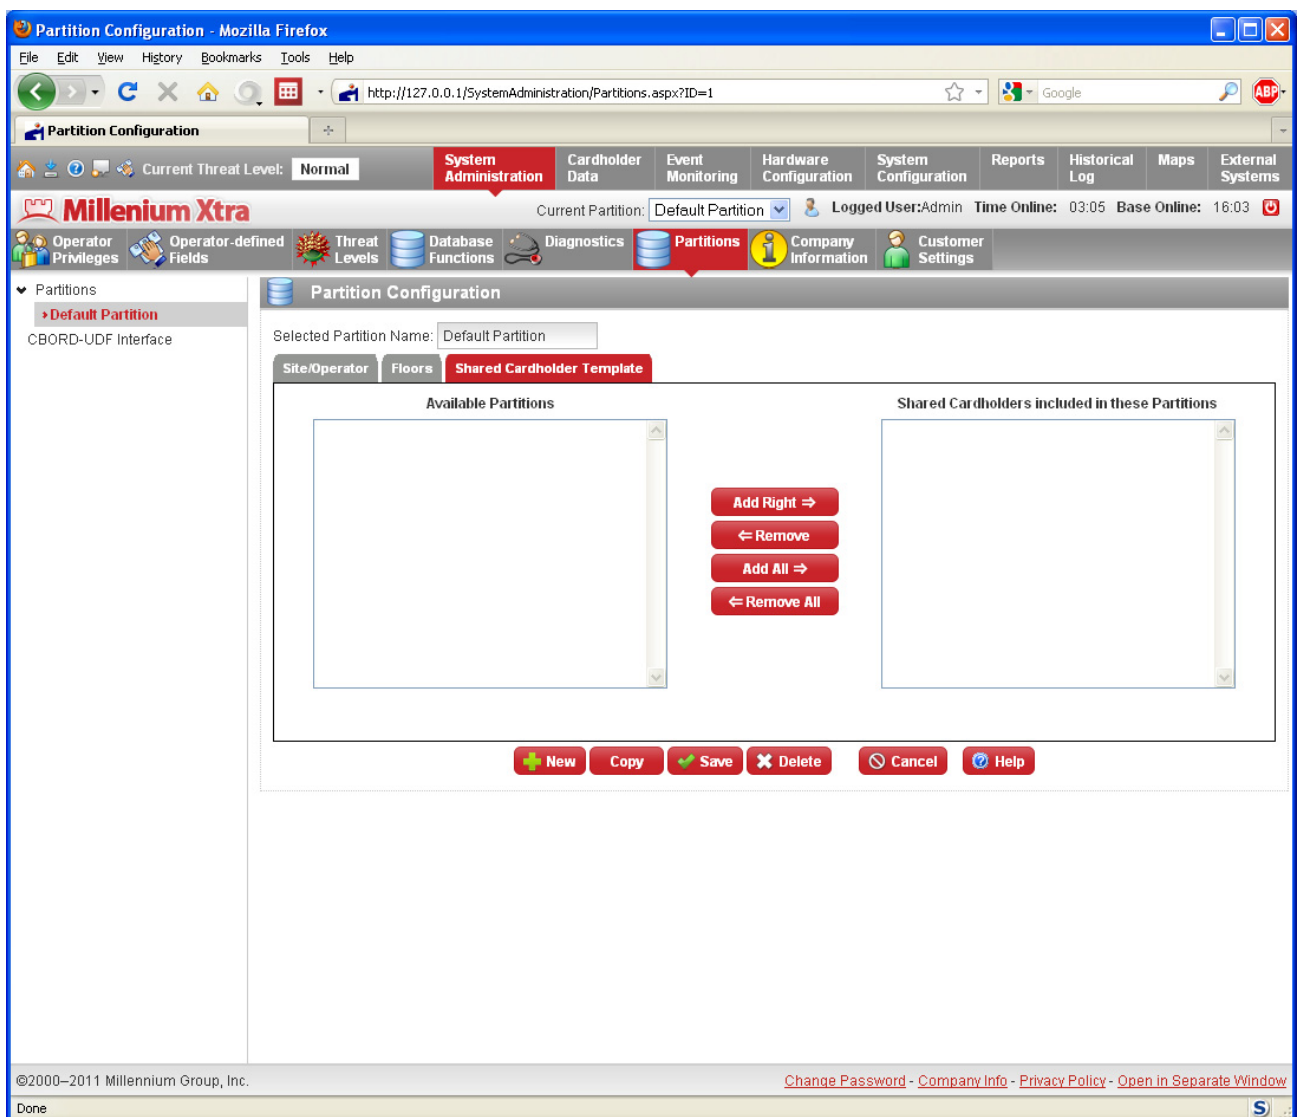 Partition Configuration - Mozilla Firefox
File Edit View History Bookmarks Tools Help
http://127.0.0.1/SystemAdministration/Partitions.aspx?ID=1
Google
ABP
Partition Configuration
Current Threat Level: Normal
System Administration
Cardholder Data
Event Monitoring
Hardware Configuration
System Configuration
Reports
Historical Log
Maps
External Systems
Millenium Xtra
Current Partition: Default Partition Logged User:Admin Time Online: 03:05 Base Online: 16:03
Operator Privileges
Operator-defined Fields
Threat Levels
Database Functions
Diagnostics
Partitions
Company Information
Customer Settings
Partitions
Default Partition
CBORD-UDF Interface
Partition Configuration
Selected Partition Name: Default Partition
Site/Operator Floors Shared Cardholder Template
Available Partitions
Shared Cardholders included in these Partitions
Add Right ⇒
⇐ Remove
Add All ⇒
⇐ Remove All
New Copy Save Delete Cancel Help
©2000–2011 Millennium Group, Inc.
Change Password - Company Info - Privacy Policy - Open in Separate Window
Done
S